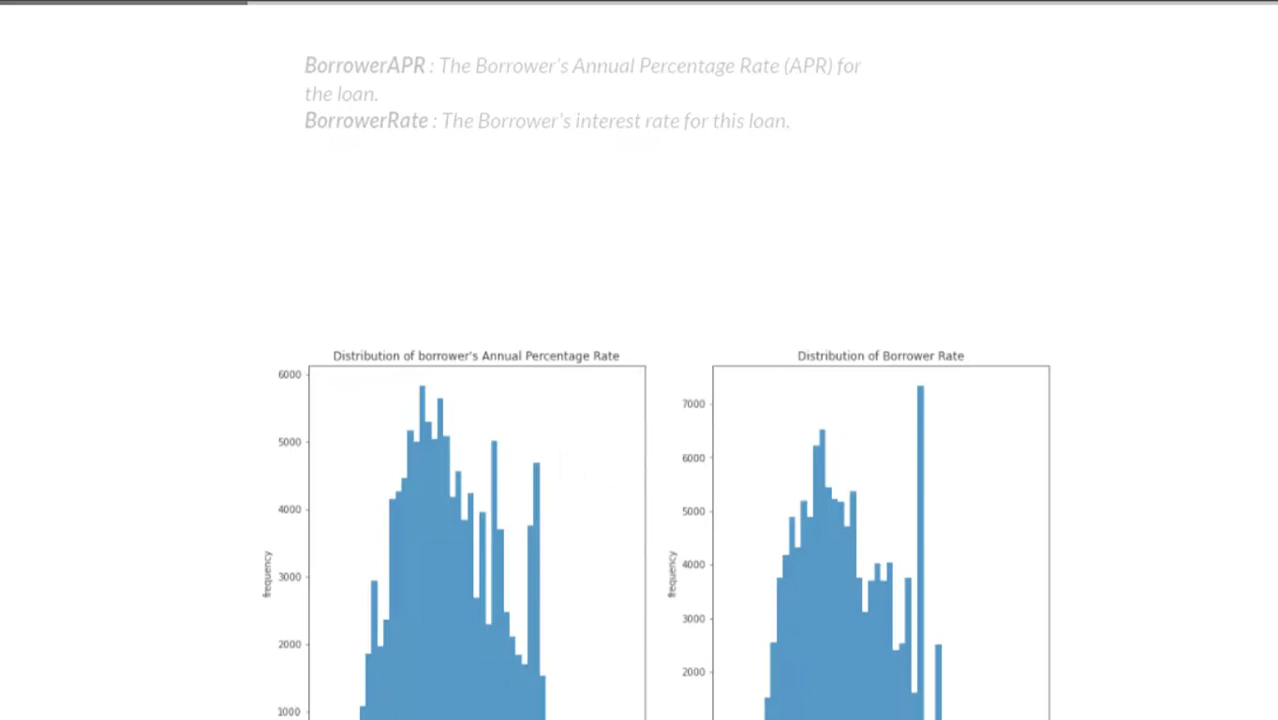 BorrowerAPR : The Borrower's Annual Percentage Rate (APR) for
the loan.
BorrowerRate : The Borrower's interest rate for this loan.
Distribution of borrower's Annual Percentage Rate
6000
5000
4000
3000
2000
1000
frequency
Distribution of Borrower Rate
7000
6000
5000
4000
3000
2000
frequency